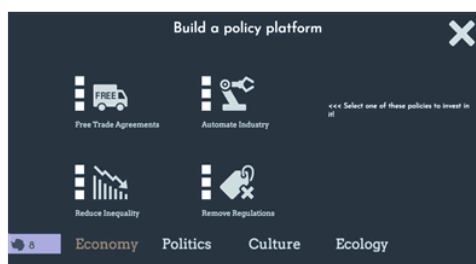 Build a policy platform
FREE
Free Trade Agreements
Automate Industry
<<< Select one of these policies to invest in
it!
Reduce Inequality
Remove Regulations
8
Economy
Politics
Culture
Ecology